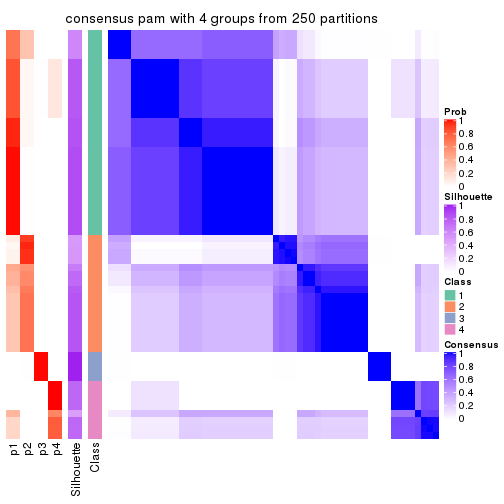 consensus pam with 4 groups from 250 partitions
Prob
1
0.8
0.6
0.4
0.2
0
Silhouette
1
0.8
0.6
0.4
0.2
0
Class
1
2
3
4
Consensus
1
0.8
0.6
0.4
0.2
0
p1
p2
p3
p4
Silhouette
Class